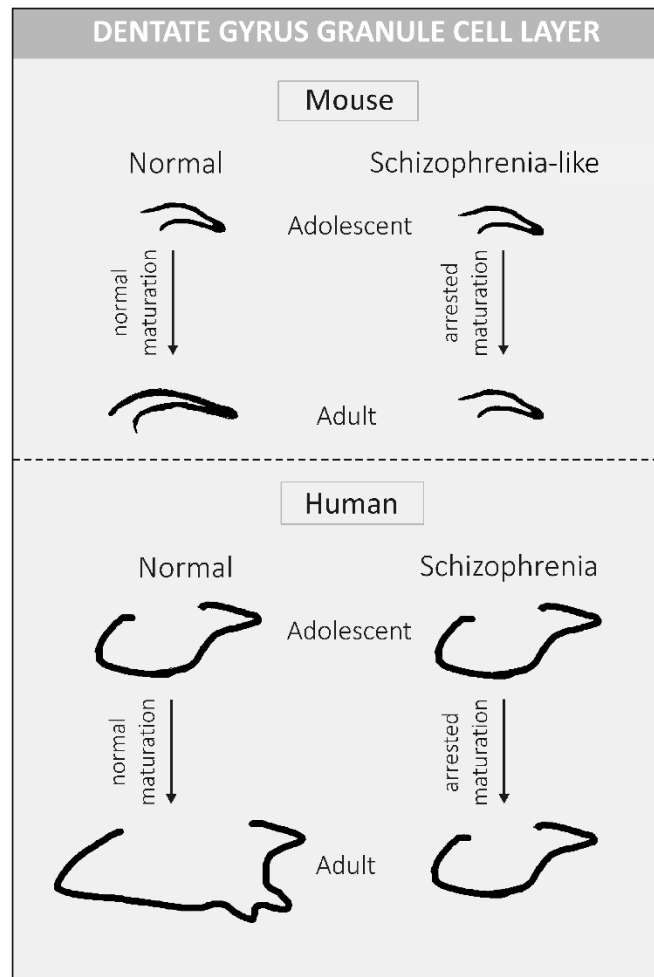 DENTATE GYRUS GRANULE CELL LAYER
Mouse
Normal
Schizophrenia-like
Adolescent
normal
maturation
arrested
maturation
Adult
Human
Normal
Schizophrenia
Adolescent
normal
maturation
arrested
maturation
Adult